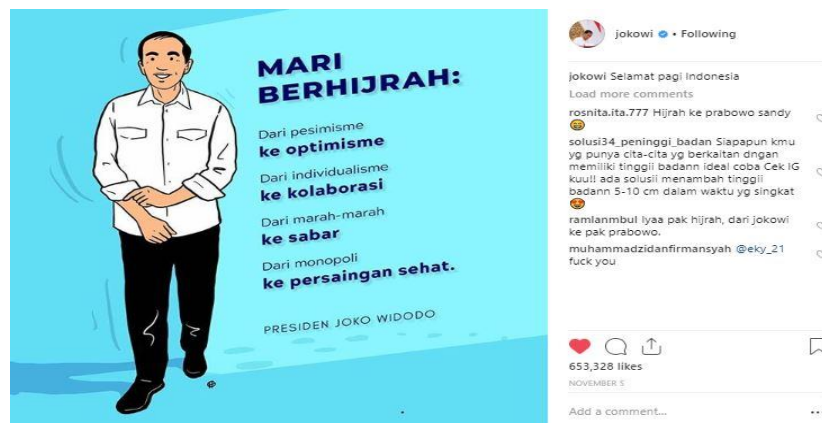 MARI
BERHIJRAH:
Dari pesimisme
ke optimisme
Dari individualisme
ke kolaborasi
Dari marah-marah
ke sabar
Dari monopoli
ke persaingan sehat.
PRESIDEN JOKO WIDODO
jokowi • Following
jokowi Selamat pagi Indonesia
Load more comments
rosnita.ita.777 Hijrah ke prabowo sandy
😁
solusi34_peninggi_badan Siapapun kmu
yg punya cita-cita yg berkaitan dngan
memiliki tinggii badann ideal coba Cek IG
kuu!! ada solusii menambah tinggii
badann 5-10 cm dalam waktu yg singkat
😍
ramlanmbul Iyaa pak hijrah, dari jokowi
ke pak prabowo.
muhammadzidanfirmansyah @eky_21
fuck you
653,328 likes
NOVEMBER 5
Add a comment...